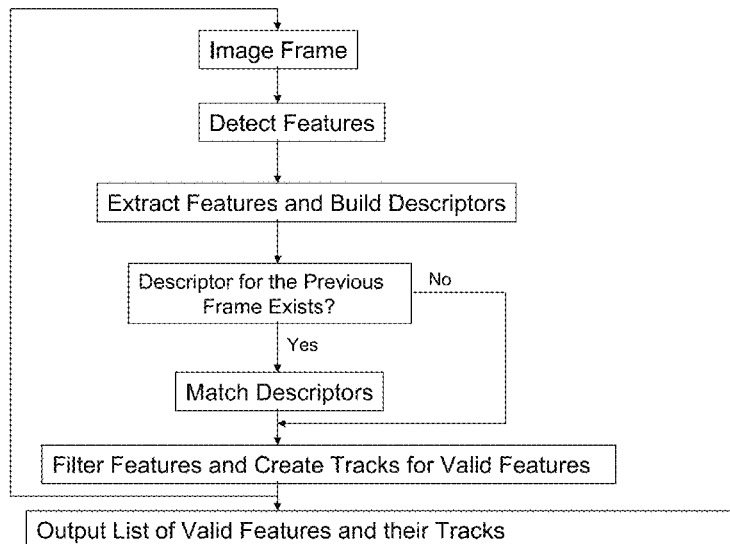 Image Frame
Detect Features
Extract Features and Build Descriptors
Descriptor for the Previous
Frame Exists?
No
Yes
Match Descriptors
Filter Features and Create Tracks for Valid Features
Output List of Valid Features and their Tracks